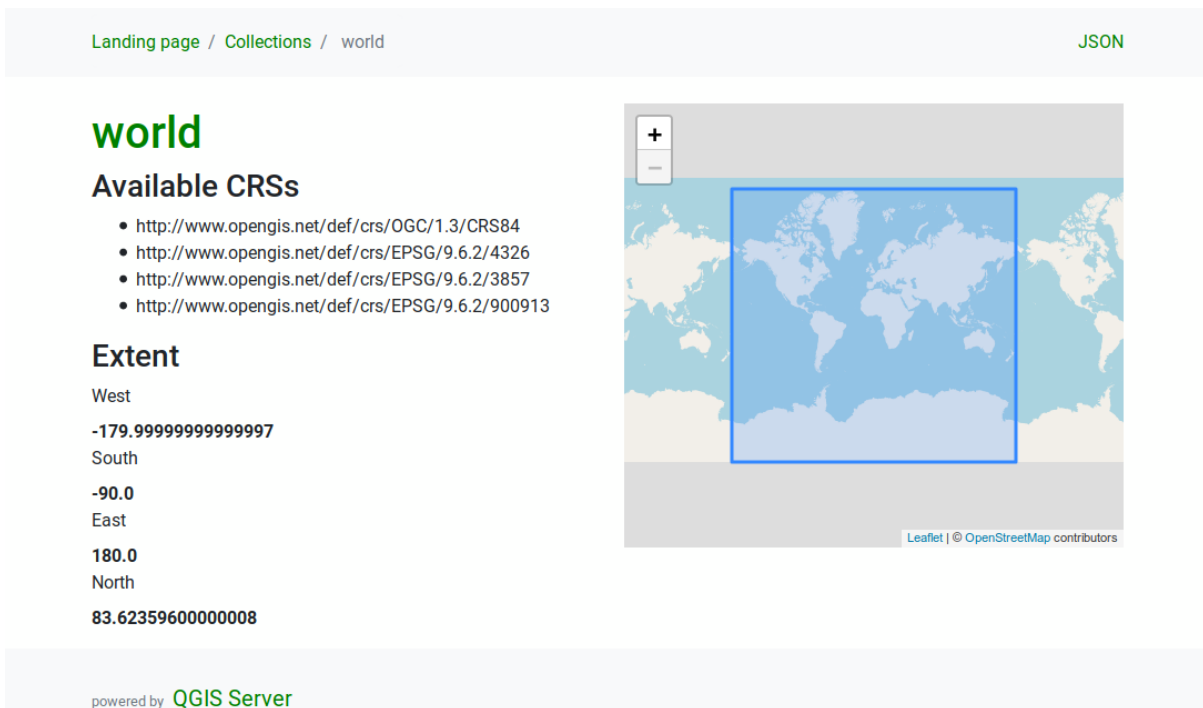 Landing page / Collections / world
JSON
world
Available CRSs
http://www.opengis.net/def/crs/OGC/1.3/CRS84
http://www.opengis.net/def/crs/EPSG/9.6.2/4326
http://www.opengis.net/def/crs/EPSG/9.6.2/3857
http://www.opengis.net/def/crs/EPSG/9.6.2/900913
Extent
West
-179.99999999999997
South
-90.0
East
180.0
North
83.62359600000008
+
−
Leaflet | © OpenStreetMap contributors
powered by QGIS Server